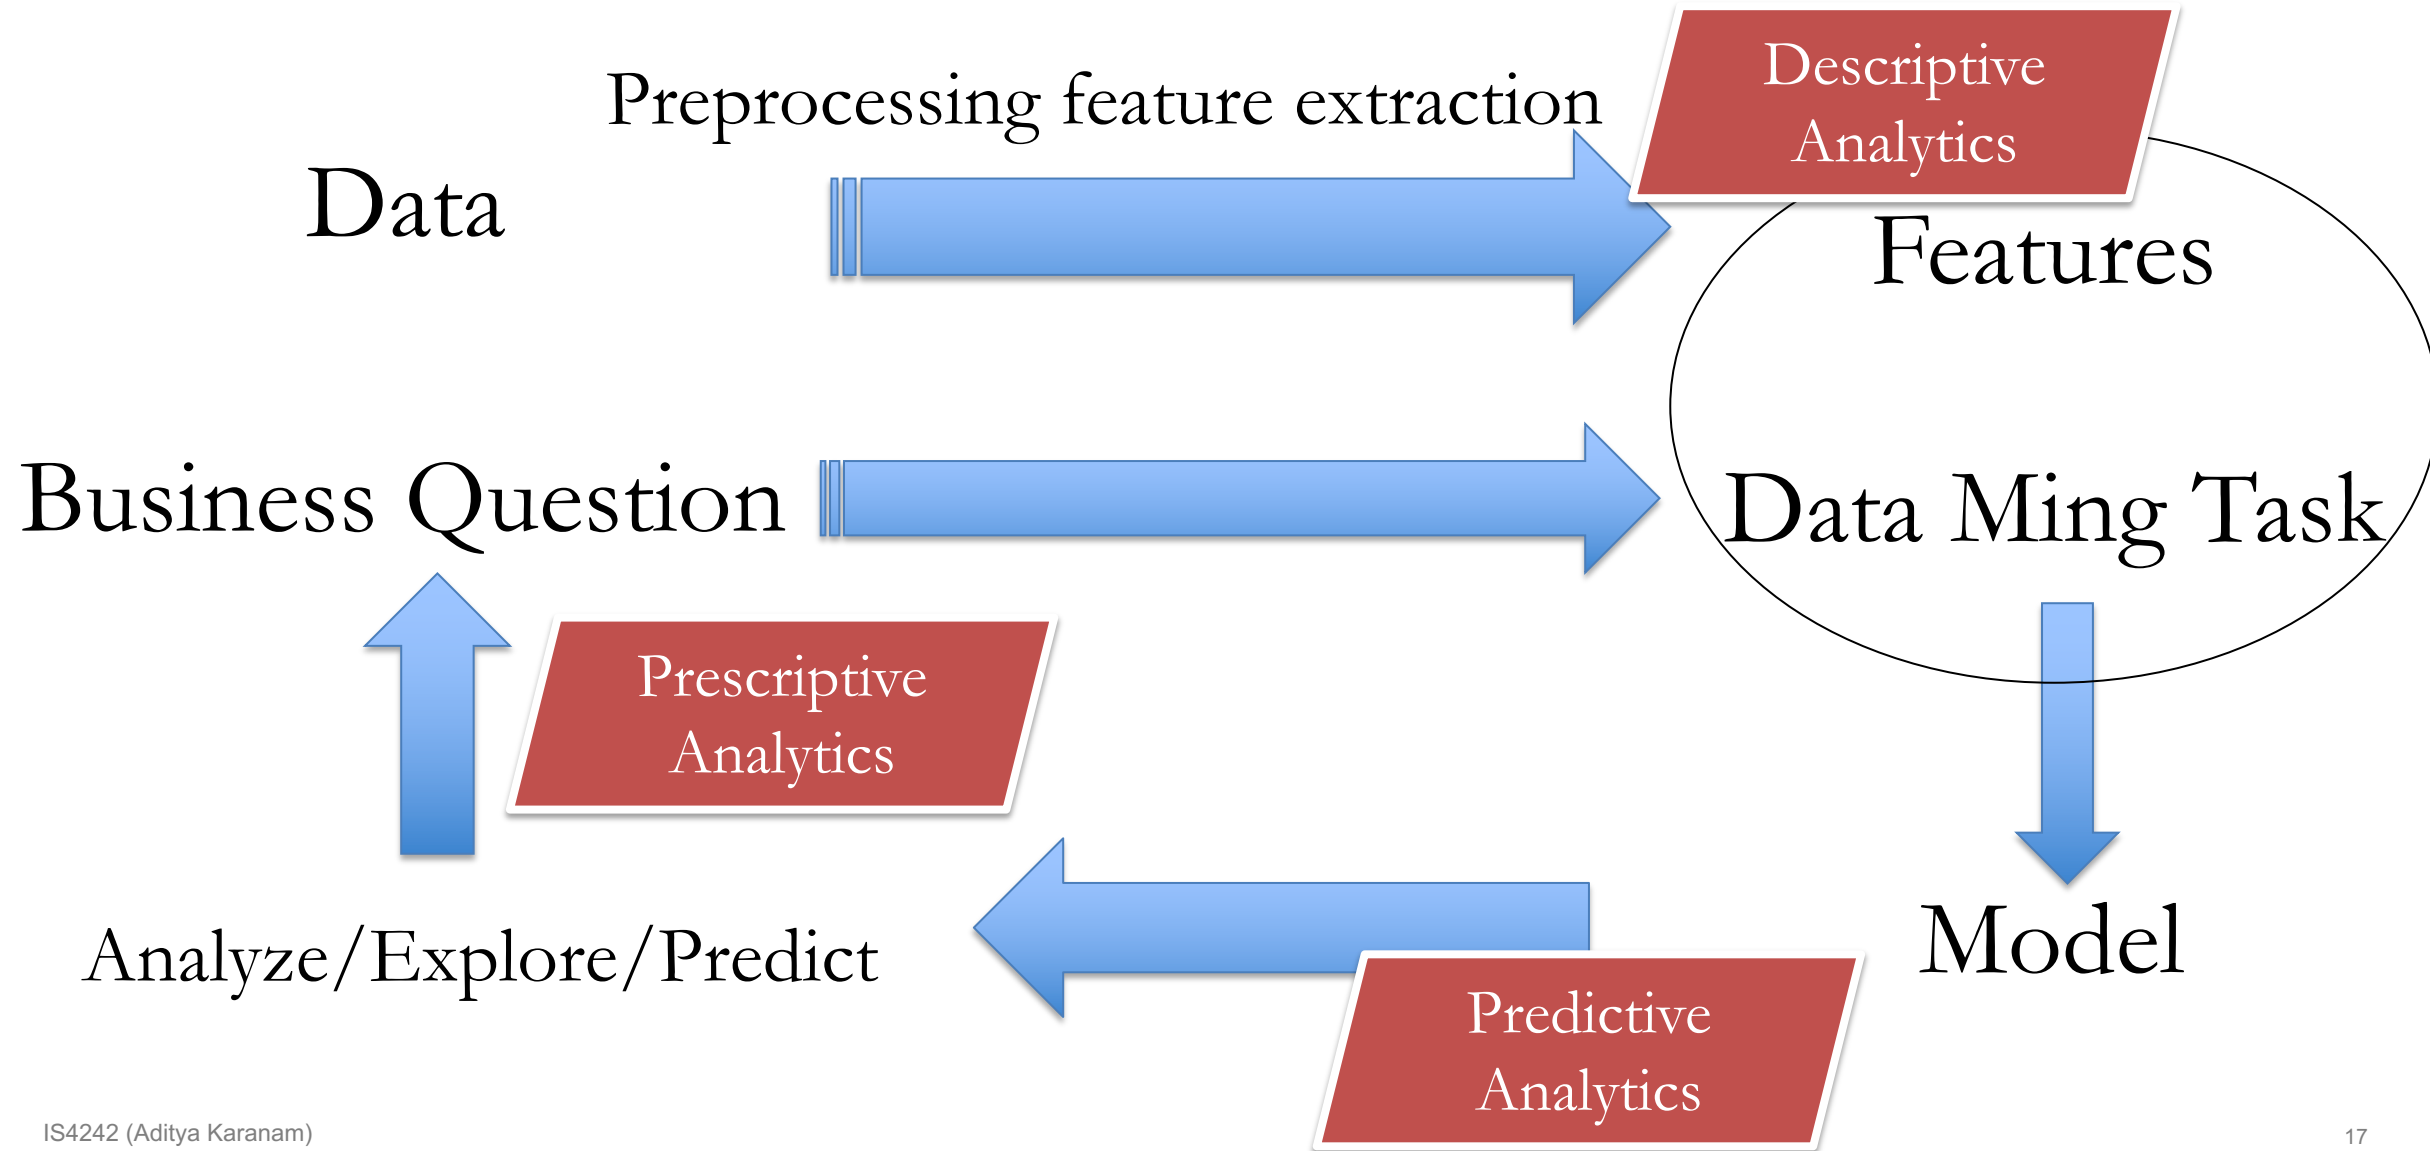 Descriptive
Analytics
Preprocessing feature extraction
Data
Features
Business Question
Data Ming Task
Prescriptive
Analytics
Analyze/Explore/Predict
Model
Predictive
Analytics
IS4242 (Aditya Karanam)
17